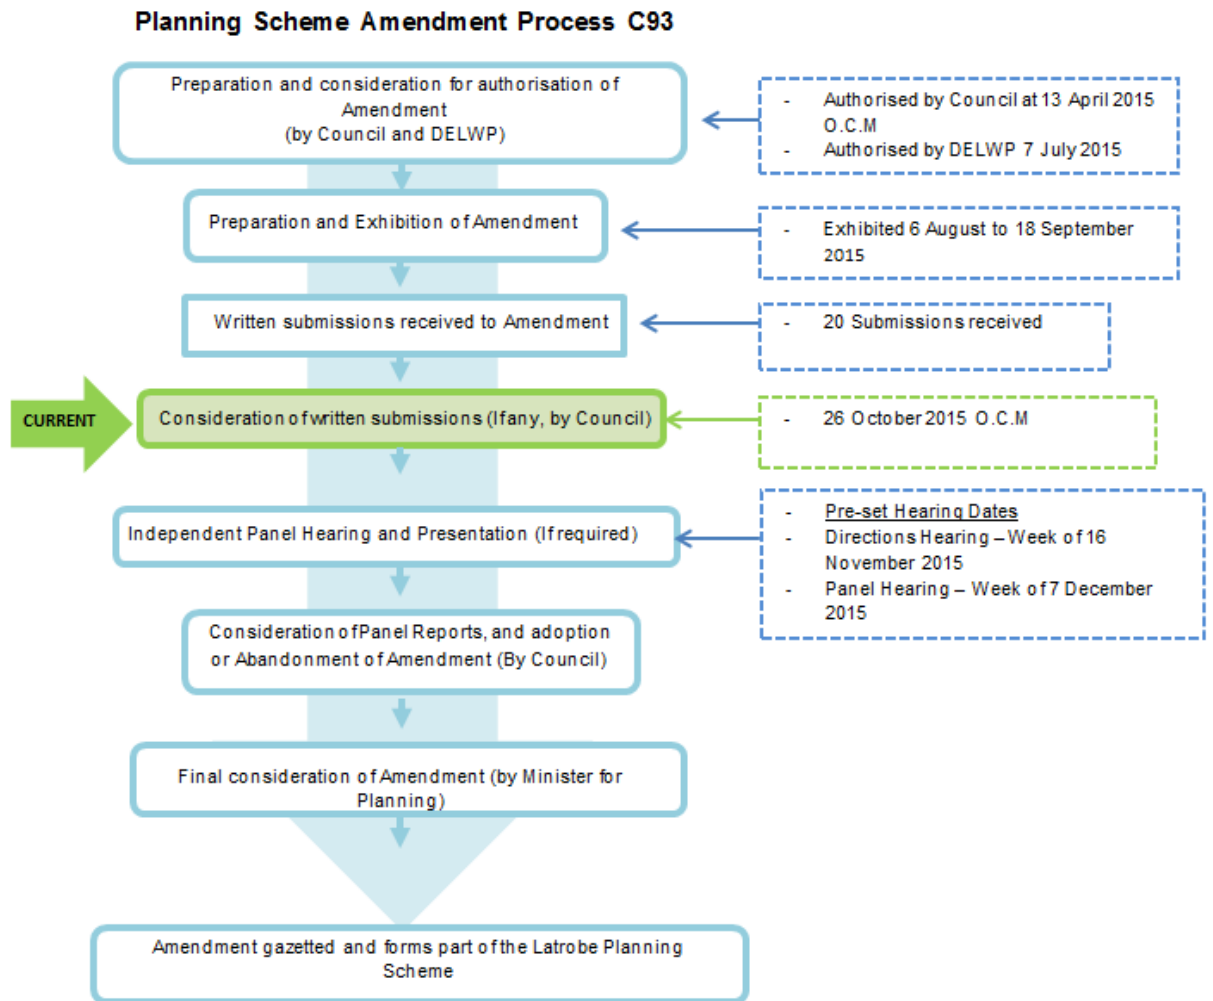 Planning Scheme Amendment Process C93
Preparation and consideration for authorisation of
Amendment
(by Council and DELWP)
- Authorised by Council at 13 April 2015
O.C.M
- Authorised by DELWP 7 July 2015
Preparation and Exhibition of Amendment
- Exhibited 6 August to 18 September
2015
Written submissions received to Amendment
- 20 Submissions received
CURRENT
Consideration of written submissions (If any, by Council)
- 26 October 2015 O.C.M
Independent Panel Hearing and Presentation (If required)
- Pre-set Hearing Dates
- Directions Hearing – Week of 16
November 2015
- Panel Hearing – Week of 7 December
2015
Consideration of Panel Reports, and adoption
or Abandonment of Amendment (By Council)
Final consideration of Amendment (by Minister for
Planning)
Amendment gazetted and forms part of the Latrobe Planning
Scheme